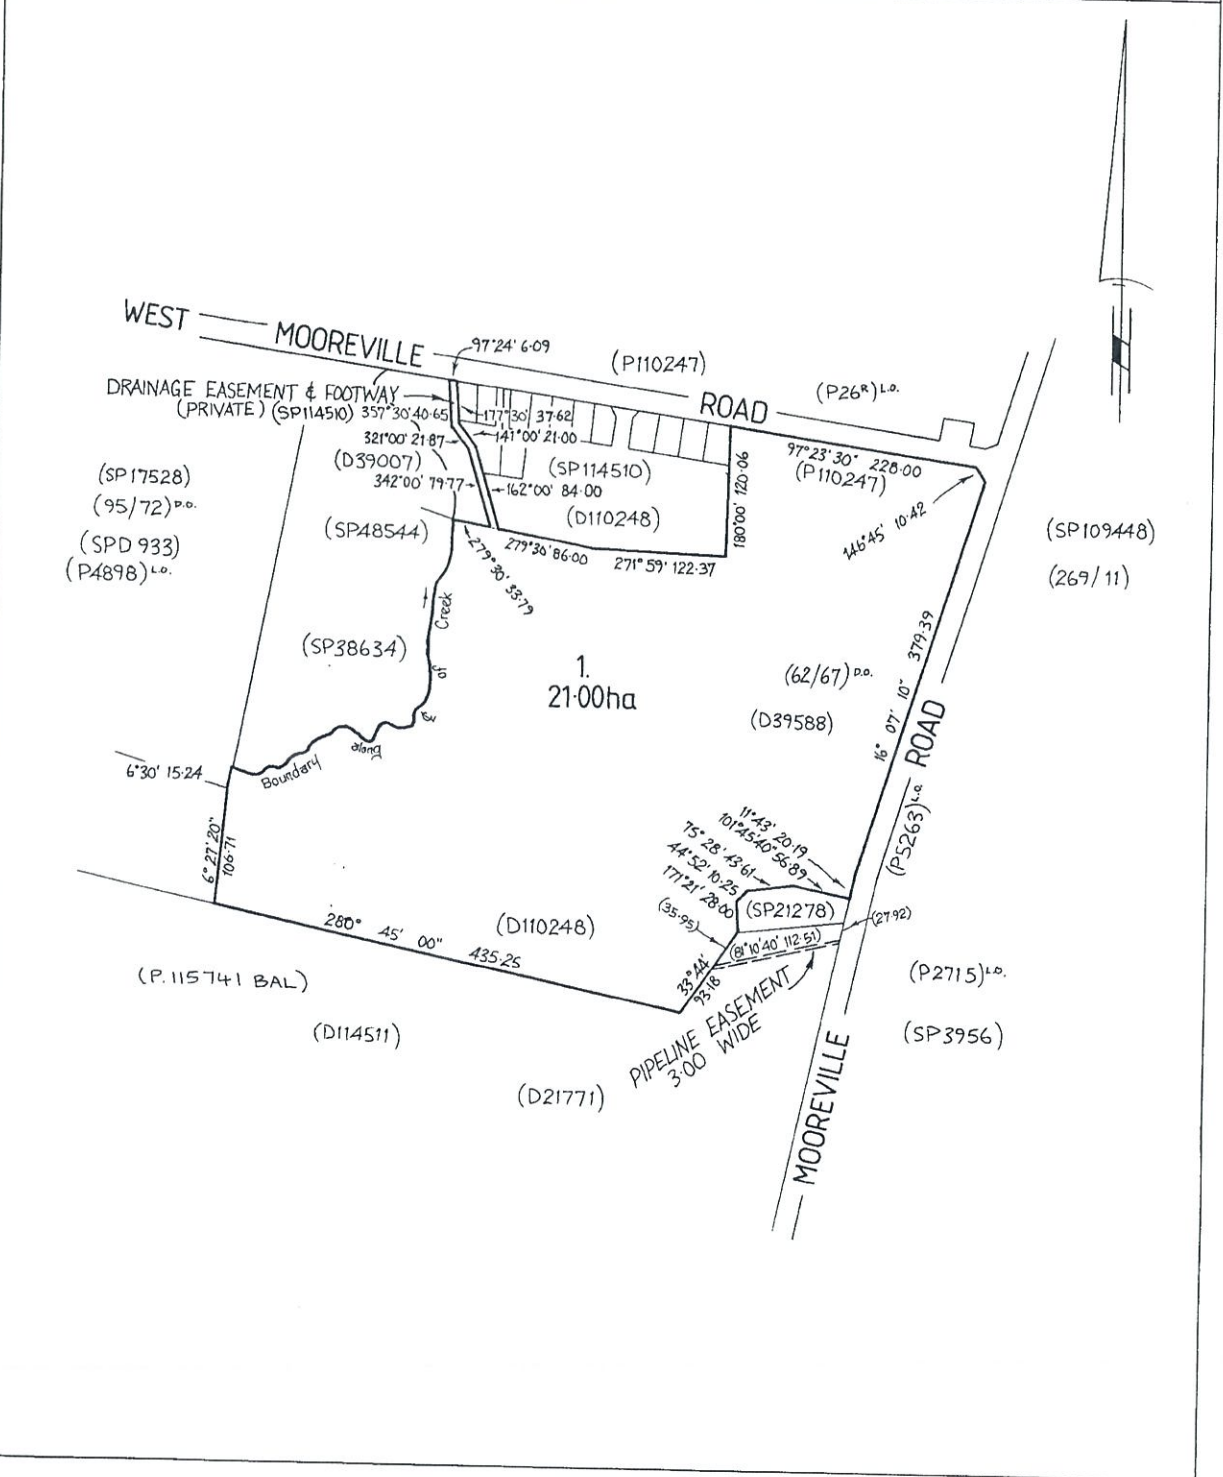 WEST
MOOREVILLE
ROAD
97°24' 6·09
(P110247)
(P26ᴿ)ᴸ·ᴼ·
DRAINAGE EASEMENT & FOOTWAY
(PRIVATE) (SP114510) 357°30' 40·65
177°30' 37·62
321°00' 21·87
141°00' 21·00
(D39007)
342°00' 79·77
162°00' 84·00
(SP114510)
(D110248)
180°00' 120·06
97°23'30" 228·00
(P110247)
146°45' 10·42
(SP17528)
(95/72)ᴰ·ᴼ·
(SPD 933)
(P4898)ᴸ·ᴼ·
(SP48544)
279°30' 33·79
279°30' 86·00
271°59' 122·37
(SP109448)
(269/11)
Creek
of
(SP38634)
1.
21·00ha
(62/67)ᴰ·ᴼ·
(D39588)
16° 07' 10" 379·39
ROAD
along
Boundary
6°30' 15·24
6°27'20"
106·71
11°43' 20·19
101°45'40" 56·89
75°28' 43·61
44°52' 10·25
171°21' 28·00
(35·95)
(P5263)ᴸ·ᴼ·
(SP21278)
(27·92)
(81°10'40" 112·51)
33°44'
93·18
280° 45' 00" 435·25
(D110248)
(P.115741 BAL)
(D114511)
(D21771)
PIPELINE EASEMENT
3·00 WIDE
(P2715)ᴸ·ᴼ·
(SP3956)
MOOREVILLE